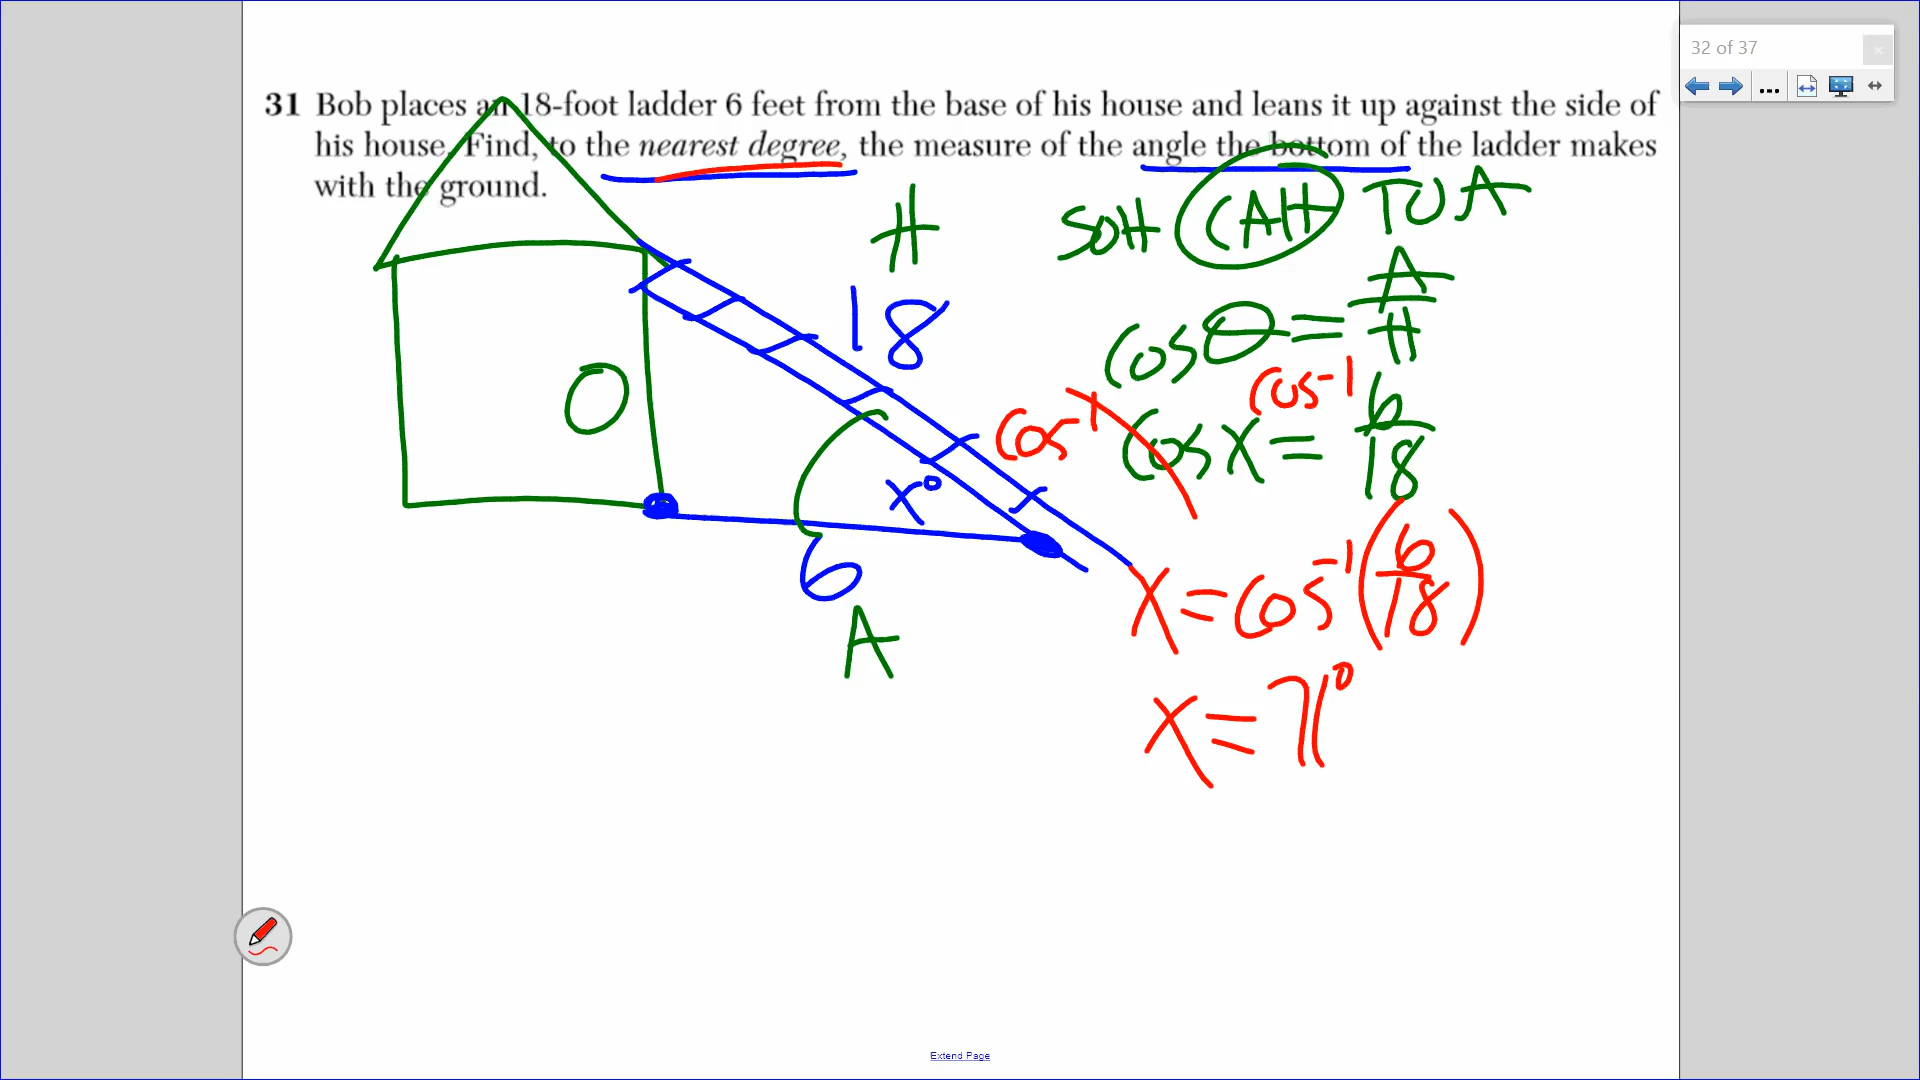 32 of 37
31 Bob places an 18-foot ladder 6 feet from the base of his house and leans it up against the side of
his house. Find, to the nearest degree, the measure of the angle the bottom of the ladder makes
with the ground.
H
SOH CAH TOA
18
cos θ = A/H
O
cos⁻¹ cos x = cos⁻¹ 6/18
x°
6
x = cos⁻¹(6/18)
A
x = 71°
Extend Page